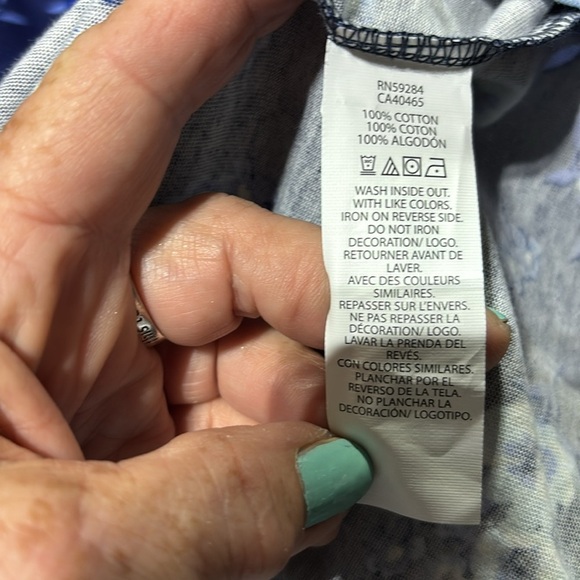 RN59284
CA40465
100% COTTON
100% COTON
100% ALGODÓN
WASH INSIDE OUT.
WITH LIKE COLORS.
IRON ON REVERSE SIDE.
DO NOT IRON
DECORATION/ LOGO.
RETOURNER AVANT DE
LAVER.
AVEC DES COULEURS
SIMILAIRES.
REPASSER SUR L'ENVERS.
NE PAS REPASSER LA
DÉCORATION/ LOGO.
LAVAR LA PRENDA DEL
REVÉS.
CON COLORES SIMILARES.
PLANCHAR POR EL
REVERSO DE LA TELA.
NO PLANCHAR LA
DECORACIÓN/ LOGOTIPO.